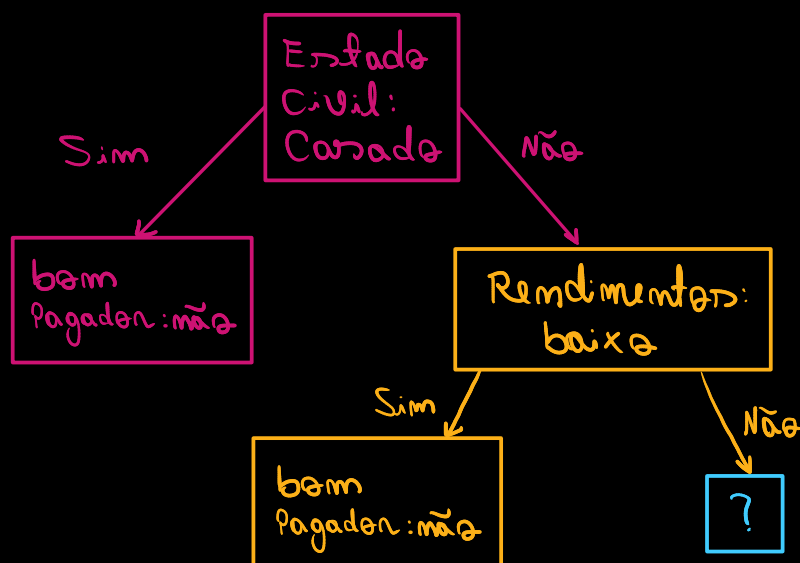 Estado
Civil:
Casado
Sim
Não
bom
Pagador: não
Rendimentos:
baixo
Sim
Não
bom
Pagador: não
?